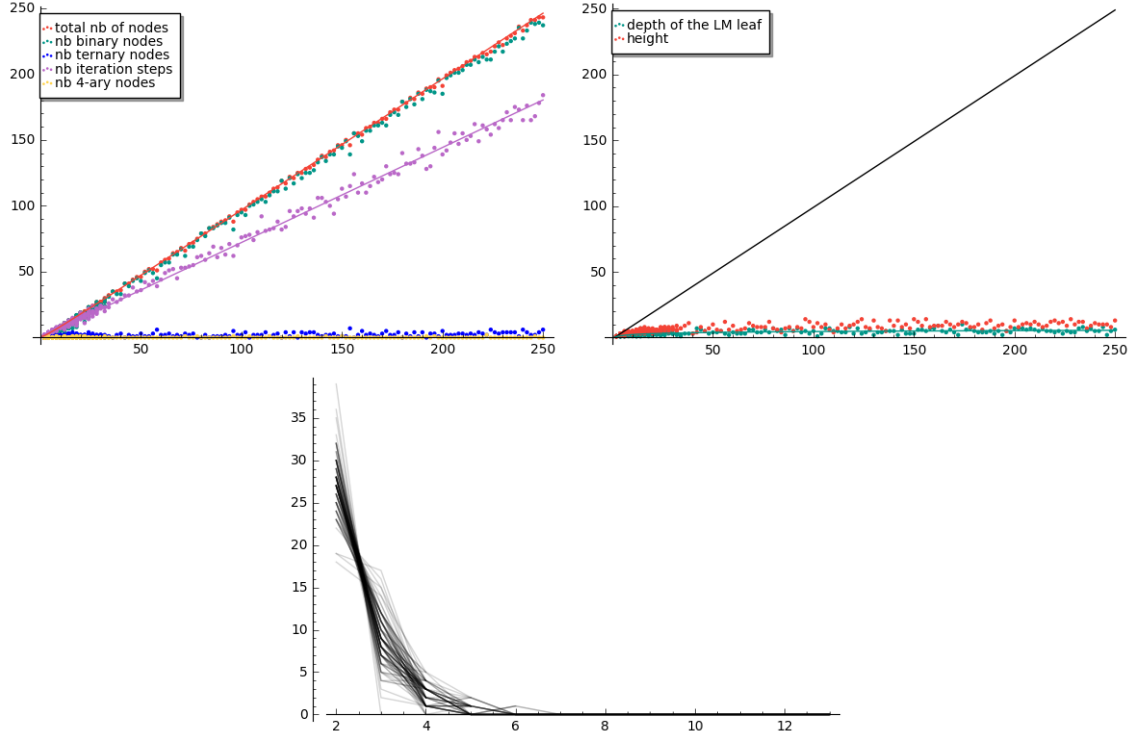 total nb of nodes
nb binary nodes
nb ternary nodes
nb iteration steps
nb 4-ary nodes
250
200
150
100
50
50 100 150 200 250
depth of the LM leaf
height
250
200
150
100
50
50 100 150 200 250
35
30
25
20
15
10
5
0
2 4 6 8 10 12